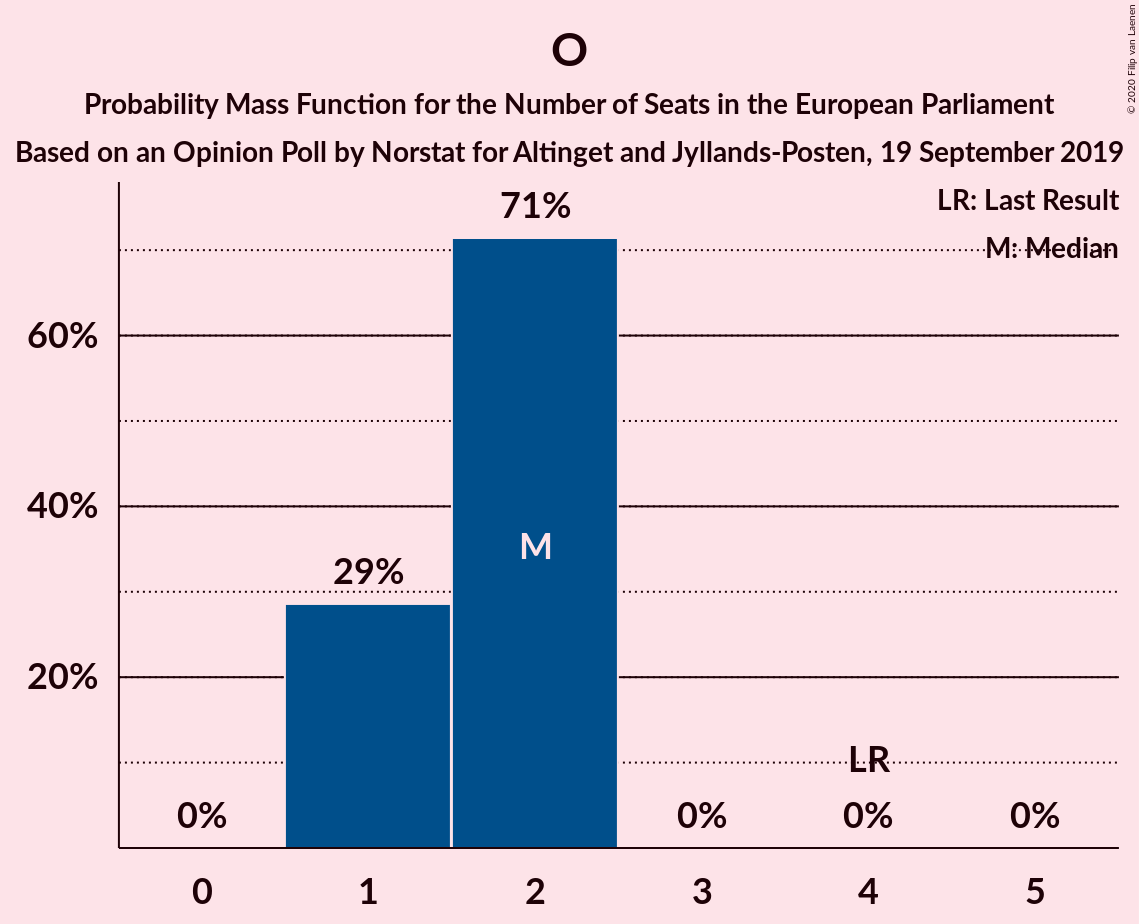 O
Probability Mass Function for the Number of Seats in the European Parliament
Based on an Opinion Poll by Norstat for Altinget and Jyllands-Posten, 19 September 2019
© 2020 Filip van Laenen
LR: Last Result
M: Median
71%
60%
40%
M
29%
20%
LR
0% 0% 0% 0%
0 1 2 3 4 5